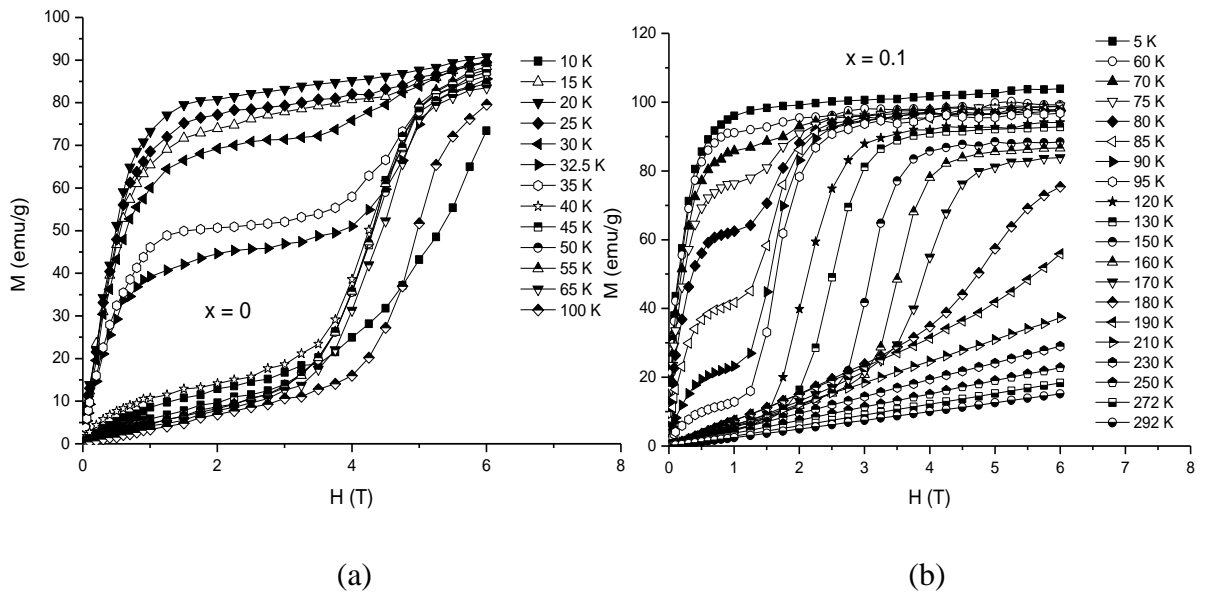 100
90
80
70
60
50
40
30
20
10
0
M (emu/g)
0 2 4 6 8
H (T)
x = 0
10 K
15 K
20 K
25 K
30 K
32.5 K
35 K
40 K
45 K
50 K
55 K
65 K
100 K
(a)
120
100
80
60
40
20
0
M (emu/g)
0 1 2 3 4 5 6 7 8
H (T)
x = 0.1
5 K
60 K
70 K
75 K
80 K
85 K
90 K
95 K
120 K
130 K
150 K
160 K
170 K
180 K
190 K
210 K
230 K
250 K
272 K
292 K
(b)